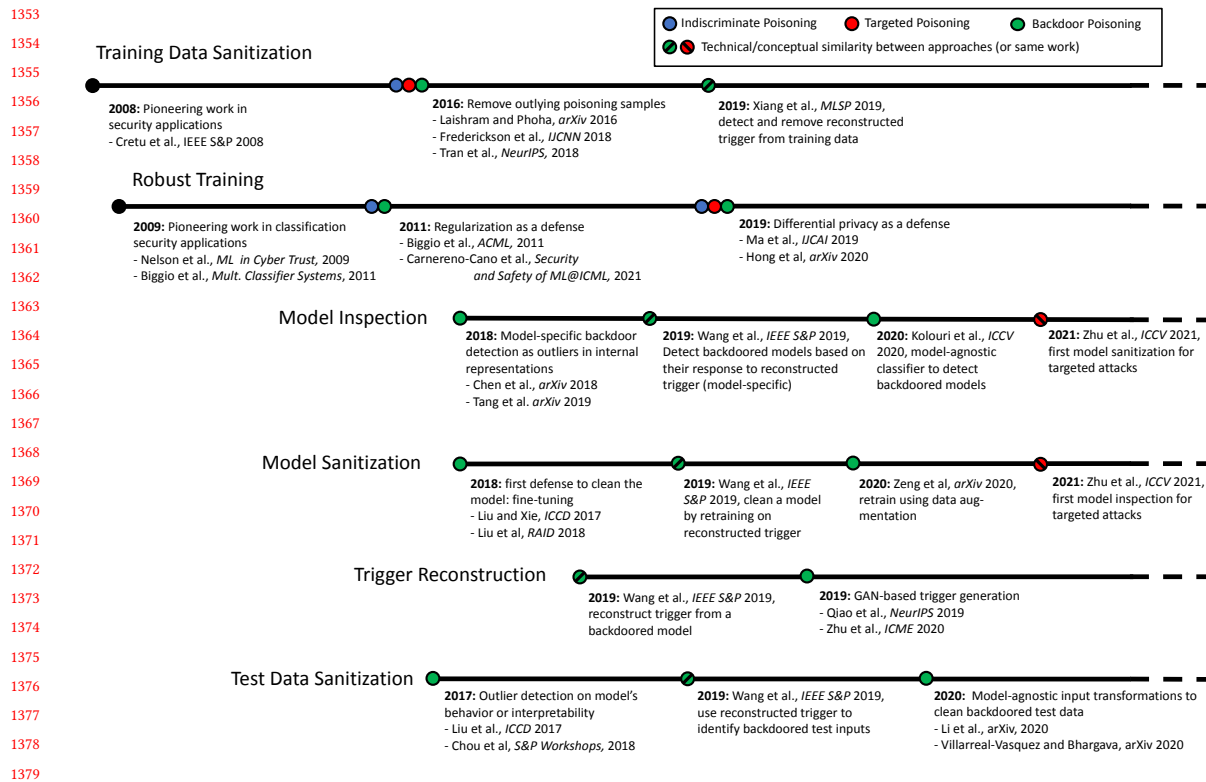 1353
1354
1355
1356
1357
1358
1359
1360
1361
1362
1363
1364
1365
1366
1367
1368
1369
1370
1371
1372
1373
1374
1375
1376
1377
1378
1379
Indiscriminate Poisoning Targeted Poisoning Backdoor Poisoning
Technical/conceptual similarity between approaches (or same work)
Training Data Sanitization
2008: Pioneering work in
security applications
- Cretu et al., IEEE S&P 2008
2016: Remove outlying poisoning samples
- Laishram and Phoha, arXiv 2016
- Frederickson et al., IJCNN 2018
- Tran et al., NeurIPS, 2018
2019: Xiang et al., MLSP 2019,
detect and remove reconstructed
trigger from training data
Robust Training
2009: Pioneering work in classification
security applications
- Nelson et al., ML in Cyber Trust, 2009
- Biggio et al., Mult. Classifier Systems, 2011
2011: Regularization as a defense
- Biggio et al., ACML, 2011
- Carnereno-Cano et al., Security
and Safety of ML@ICML, 2021
2019: Differential privacy as a defense
- Ma et al., IJCAI 2019
- Hong et al, arXiv 2020
Model Inspection
2018: Model-specific backdoor
detection as outliers in internal
representations
- Chen et al., arXiv 2018
- Tang et al. arXiv 2019
2019: Wang et al., IEEE S&P 2019,
Detect backdoored models based on
their response to reconstructed
trigger (model-specific)
2020: Kolouri et al., ICCV
2020, model-agnostic
classifier to detect
backdoored models
2021: Zhu et al., ICCV 2021,
first model sanitization for
targeted attacks
Model Sanitization
2018: first defense to clean the
model: fine-tuning
- Liu and Xie, ICCD 2017
- Liu et al, RAID 2018
2019: Wang et al., IEEE
S&P 2019, clean a model
by retraining on
reconstructed trigger
2020: Zeng et al, arXiv 2020,
retrain using data aug-
mentation
2021: Zhu et al., ICCV 2021,
first model inspection for
targeted attacks
Trigger Reconstruction
2019: Wang et al., IEEE S&P 2019,
reconstruct trigger from a
backdoored model
2019: GAN-based trigger generation
- Qiao et al., NeurIPS 2019
- Zhu et al., ICME 2020
Test Data Sanitization
2017: Outlier detection on model's
behavior or interpretability
- Liu et al., ICCD 2017
- Chou et al, S&P Workshops, 2018
2019: Wang et al., IEEE S&P 2019,
use reconstructed trigger to
identify backdoored test inputs
2020: Model-agnostic input transformations to
clean backdoored test data
- Li et al., arXiv, 2020
- Villarreal-Vasquez and Bhargava, arXiv 2020